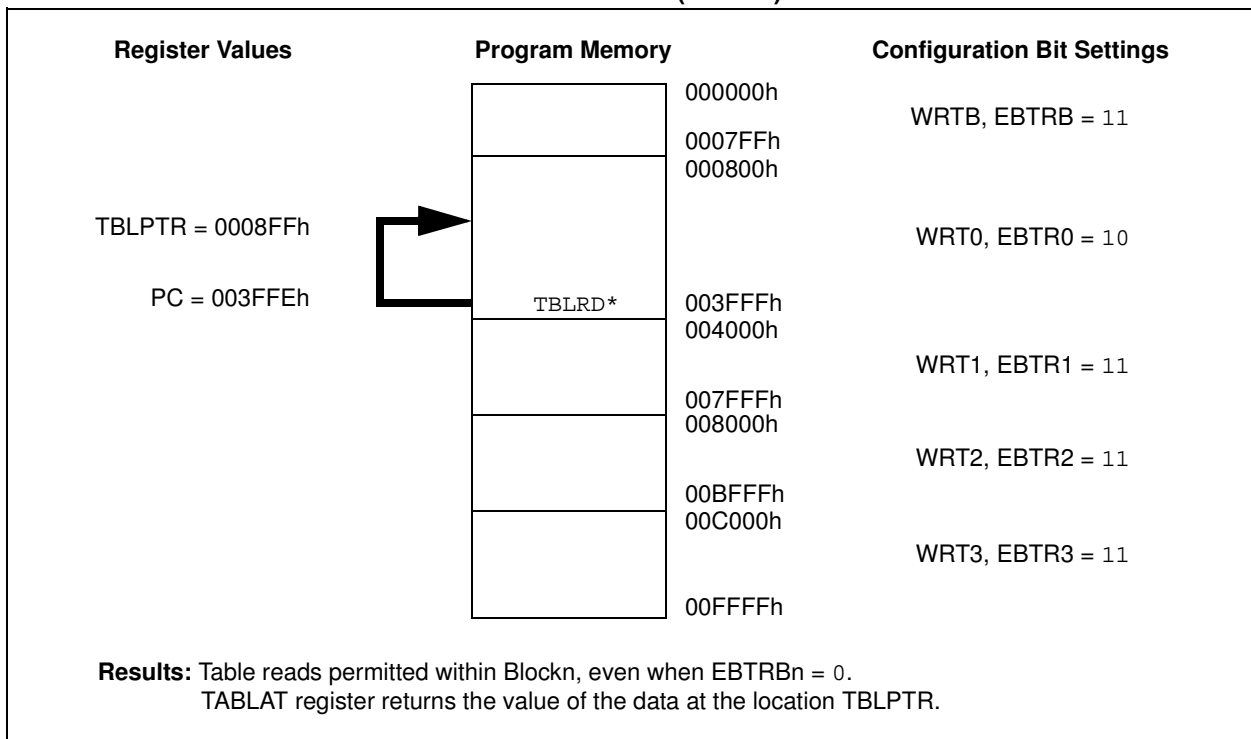 Register Values Program Memory Configuration Bit Settings
000000h
WRTB, EBTRB = 11
0007FFh
000800h
TBLPTR = 0008FFh
WRT0, EBTR0 = 10
PC = 003FFEh TBLRD* 003FFFh
004000h
WRT1, EBTR1 = 11
007FFFh
008000h
WRT2, EBTR2 = 11
00BFFFh
00C000h
WRT3, EBTR3 = 11
00FFFFh
Results: Table reads permitted within Blockn, even when EBTRBn = 0.
TABLAT register returns the value of the data at the location TBLPTR.